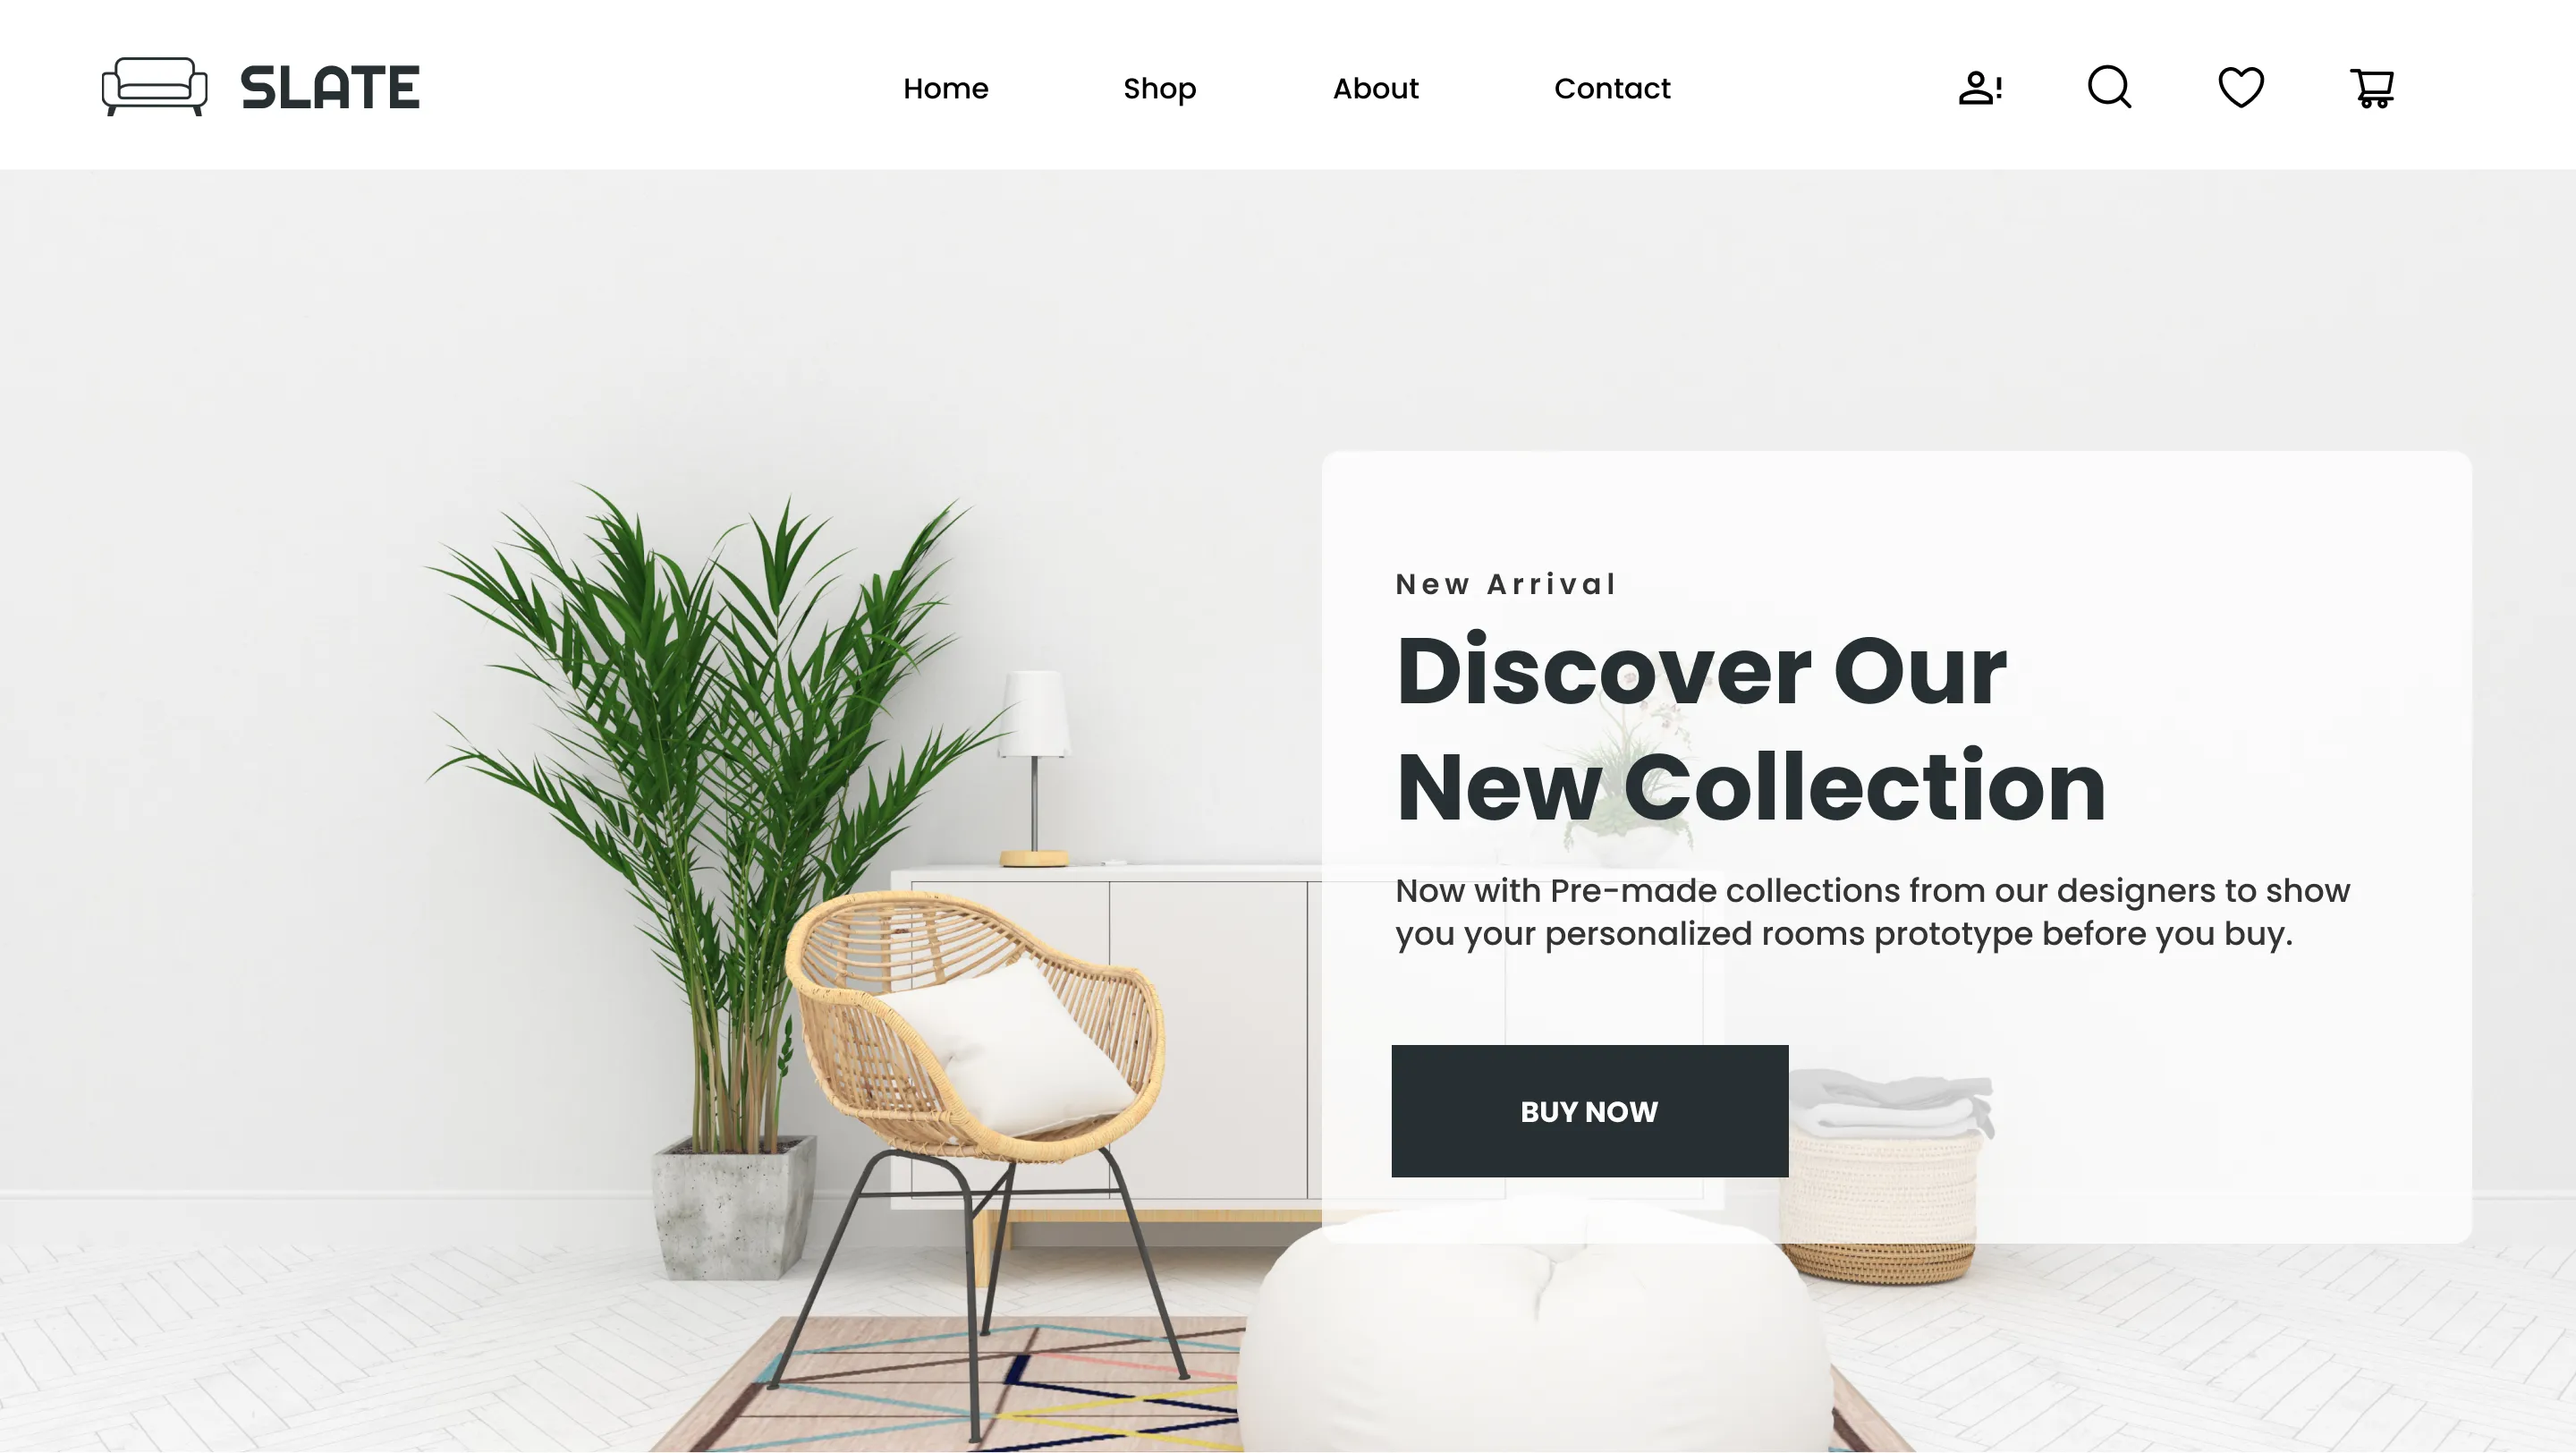 SLATE
Home
Shop
About
Contact
New Arrival
Discover Our
New Collection
Now with Pre-made collections from our designers to show
you your personalized rooms prototype before you buy.
BUY NOW